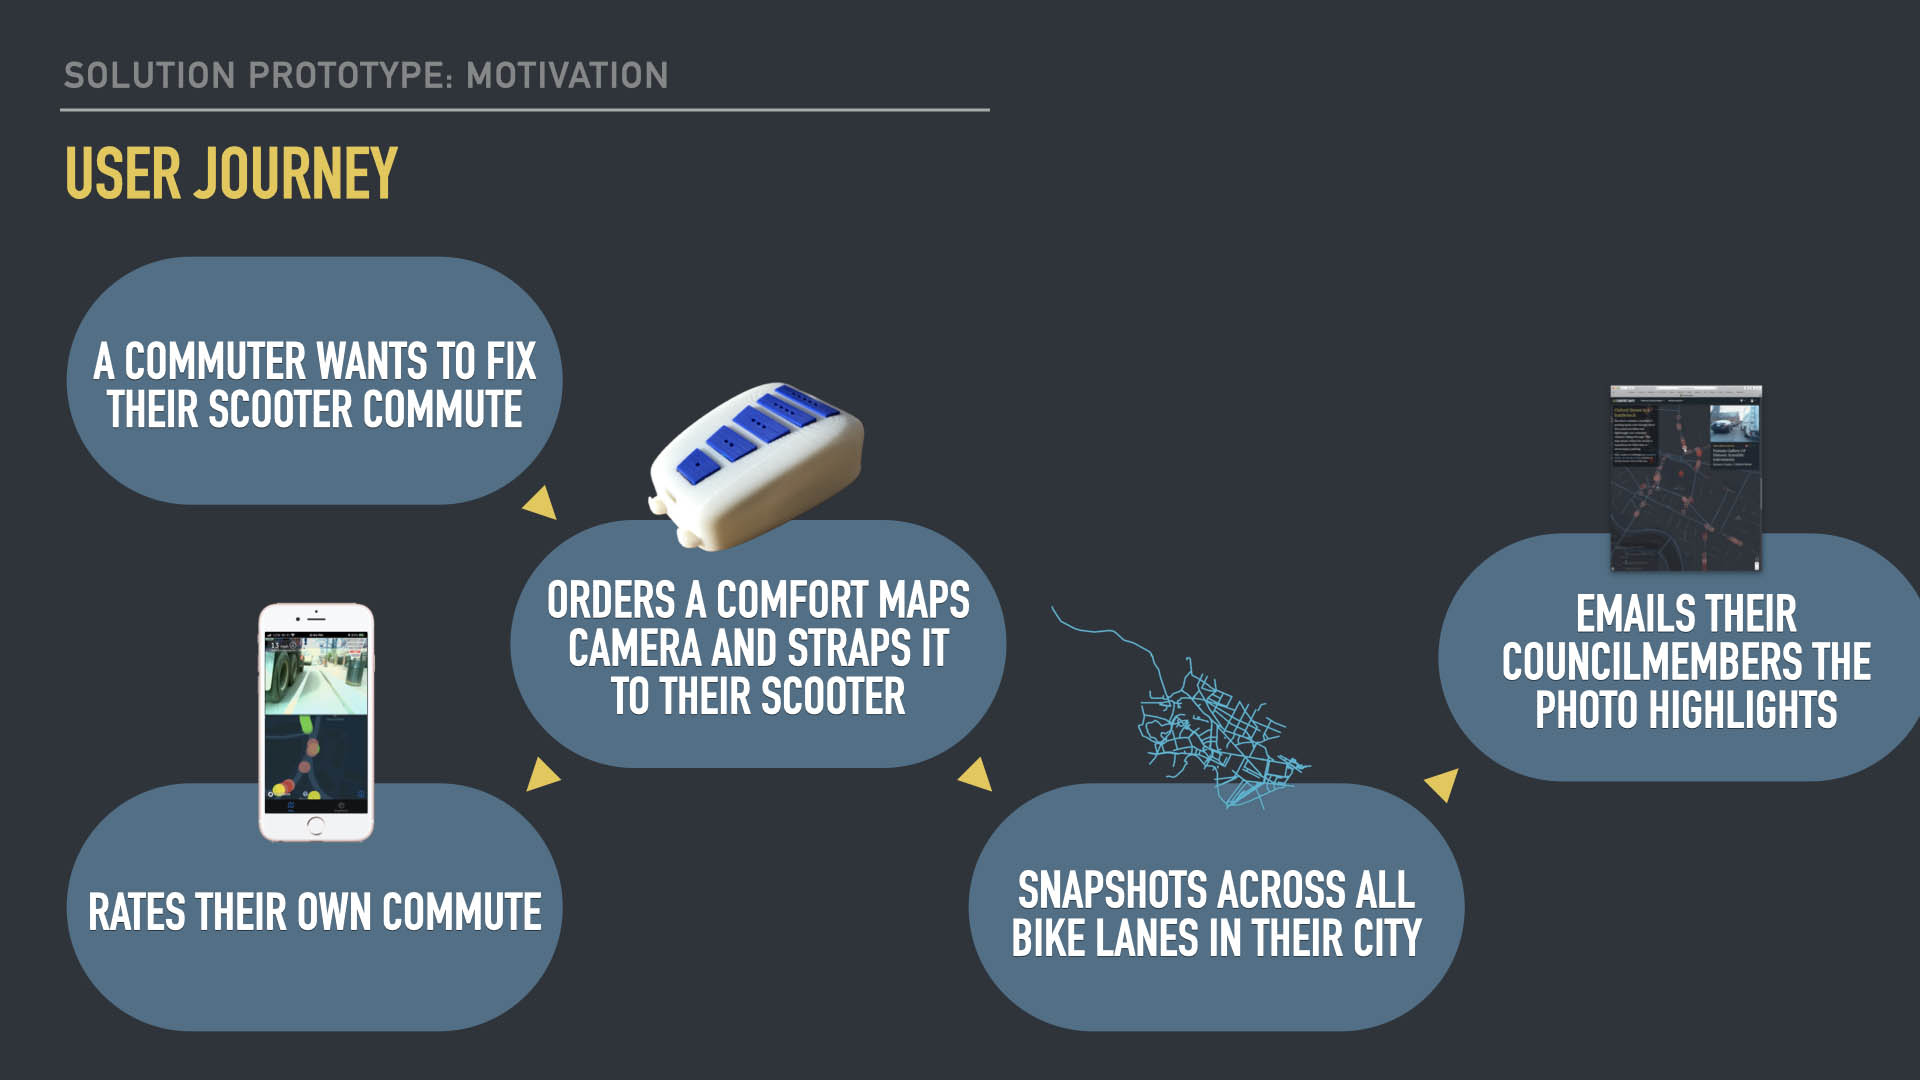 SOLUTION PROTOTYPE: MOTIVATION
USER JOURNEY
A COMMUTER WANTS TO FIX
THEIR SCOOTER COMMUTE
ORDERS A COMFORT MAPS
CAMERA AND STRAPS IT
TO THEIR SCOOTER
RATES THEIR OWN COMMUTE
SNAPSHOTS ACROSS ALL
BIKE LANES IN THEIR CITY
EMAILS THEIR
COUNCILMEMBERS THE
PHOTO HIGHLIGHTS